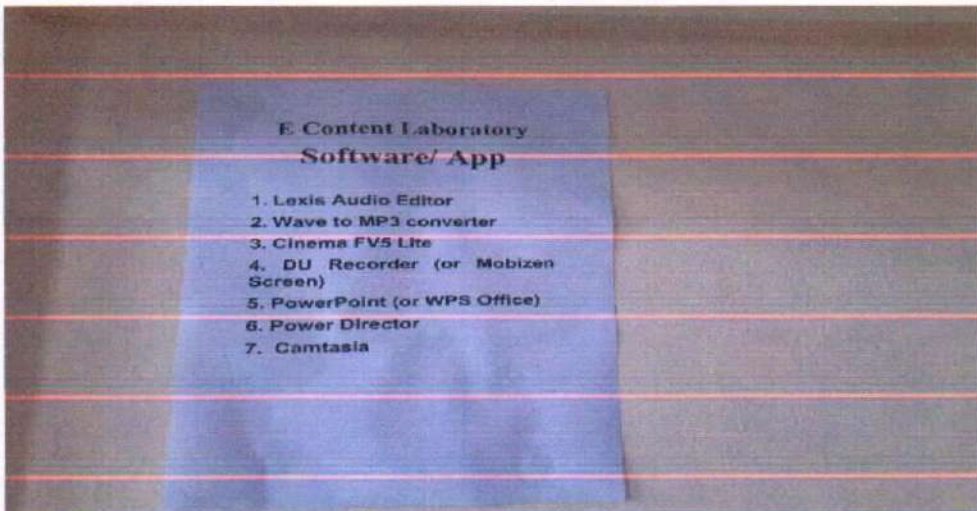 E Content Laboratory
Software/ App
1. Lexis Audio Editor
2. Wave to MP3 converter
3. Cinema FV5 Lite
4. DU Recorder (or Mobizen
Screen)
5. PowerPoint (or WPS Office)
6. Power Director
7. Camtasia